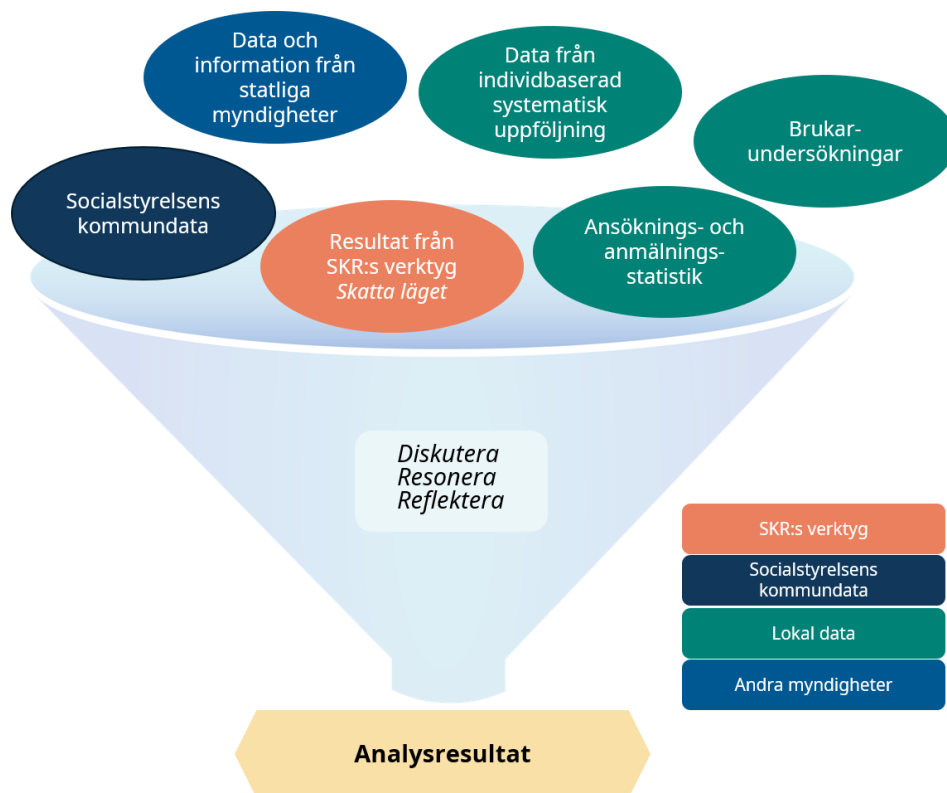 Data och
information från
statliga
myndigheter
Data från
individbaserad
systematisk
uppföljning
Brukar-
undersökningar
Socialstyrelsens
kommundata
Resultat från
SKR:s verktyg
Skatta läget
Ansöknings- och
anmälnings-
statistik
Diskutera
Resonera
Reflektera
SKR:s verktyg
Socialstyrelsens
kommundata
Lokal data
Andra myndigheter
Analysresultat